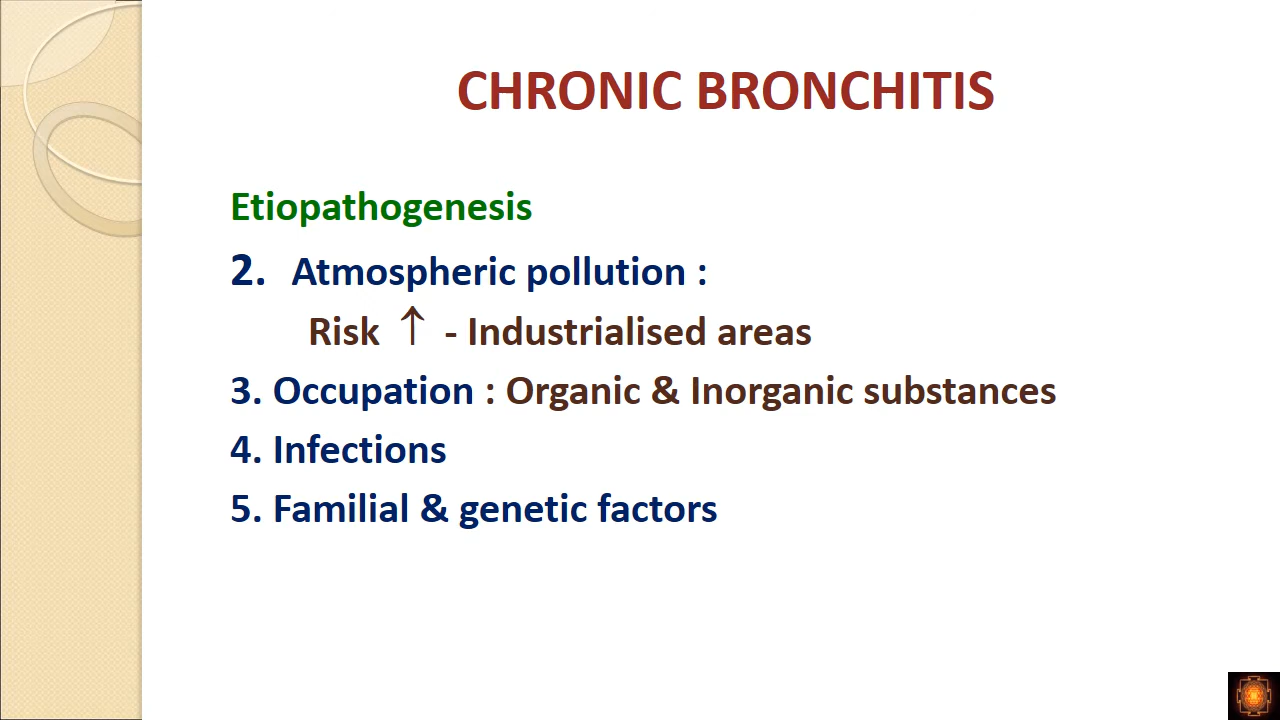 CHRONIC BRONCHITIS
Etiopathogenesis
2. Atmospheric pollution :
Risk ↑ - Industrialised areas
3. Occupation : Organic & Inorganic substances
4. Infections
5. Familial & genetic factors